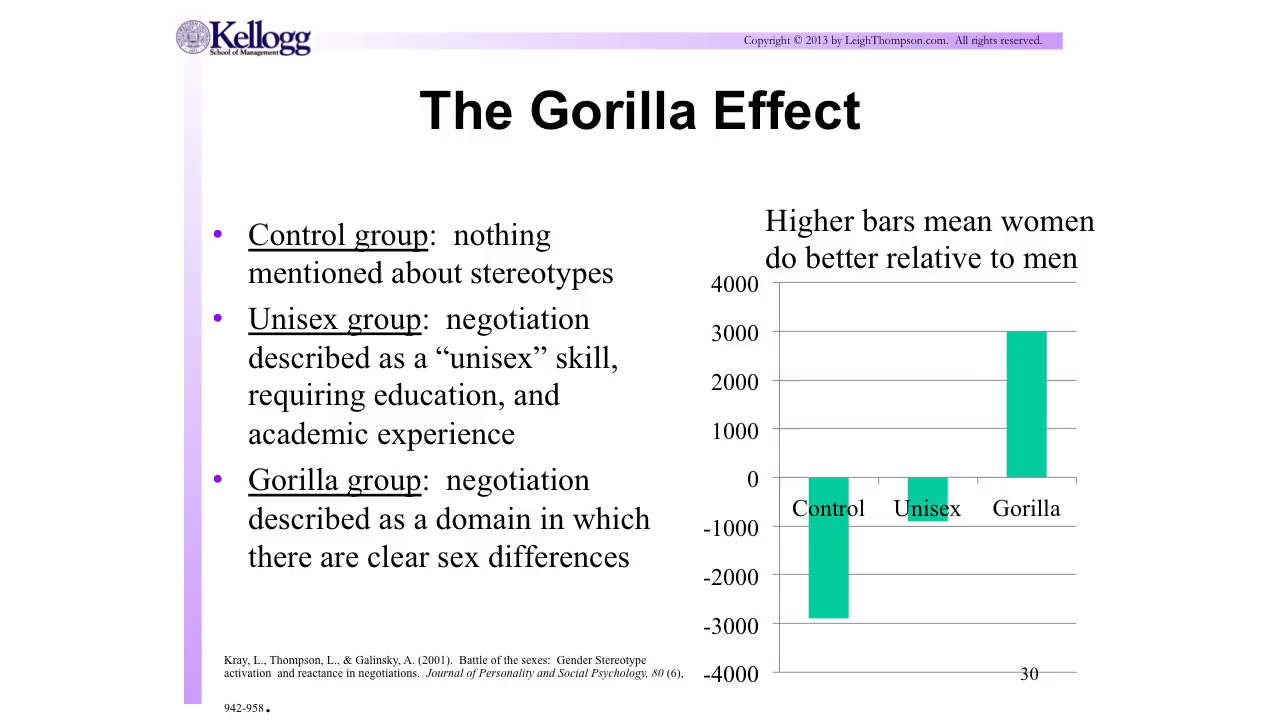 Kellogg
School of Management
Copyright © 2013 by LeighThompson.com. All rights reserved.
The Gorilla Effect
• Control group: nothing
mentioned about stereotypes
• Unisex group: negotiation
described as a “unisex” skill,
requiring education, and
academic experience
• Gorilla group: negotiation
described as a domain in which
there are clear sex differences
Higher bars mean women
do better relative to men
4000
3000
2000
1000
0
Control Unisex Gorilla
-1000
-2000
-3000
-4000
Kray, L., Thompson, L., & Galinsky, A. (2001). Battle of the sexes: Gender Stereotype
activation and reactance in negotiations. Journal of Personality and Social Psychology, 80 (6),
942-958.
30